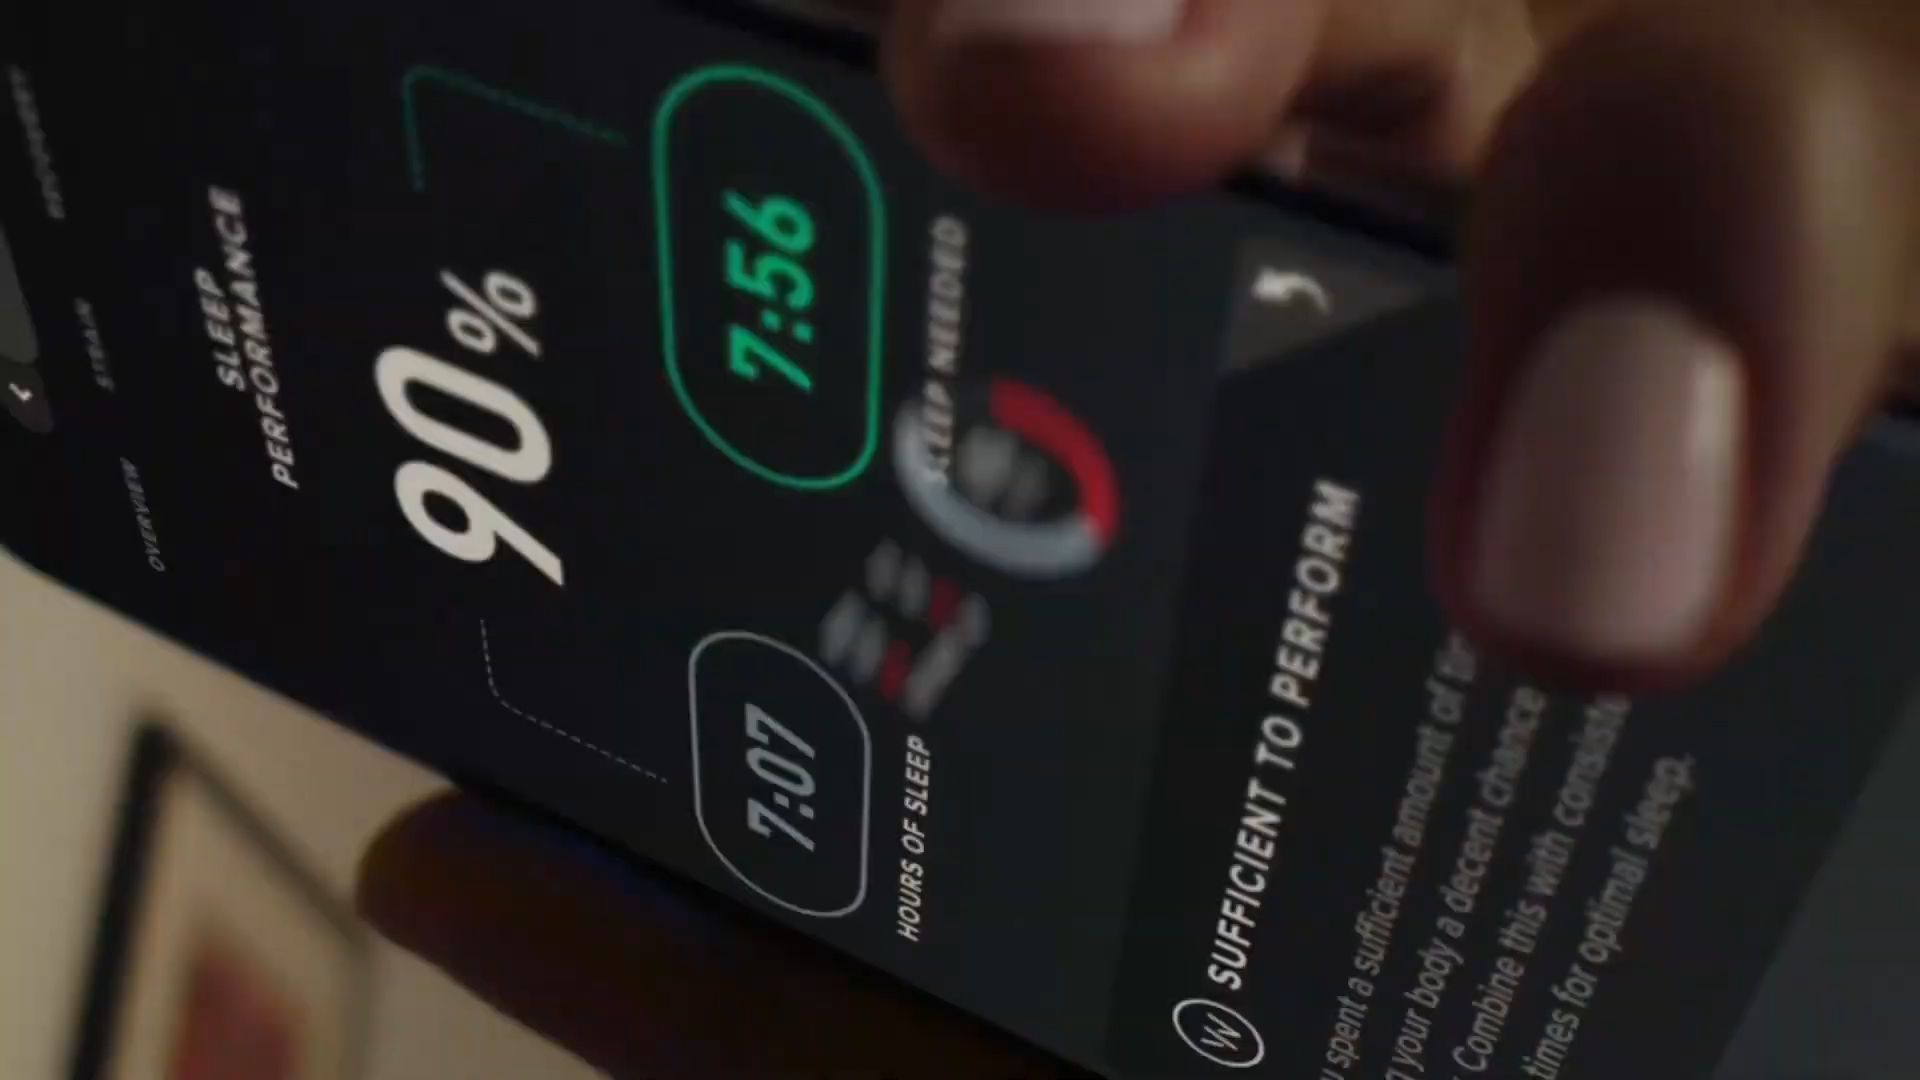 OVERVIEW
STRAIN
RECOVERY
SLEEP
PERFORMANCE
90%
7:07
7:56
HOURS OF SLEEP
SLEEP NEEDED
W SUFFICIENT TO PERFORM
spent a sufficient amount of
your body a decent chance
Combine this with
times for optimal sleep.